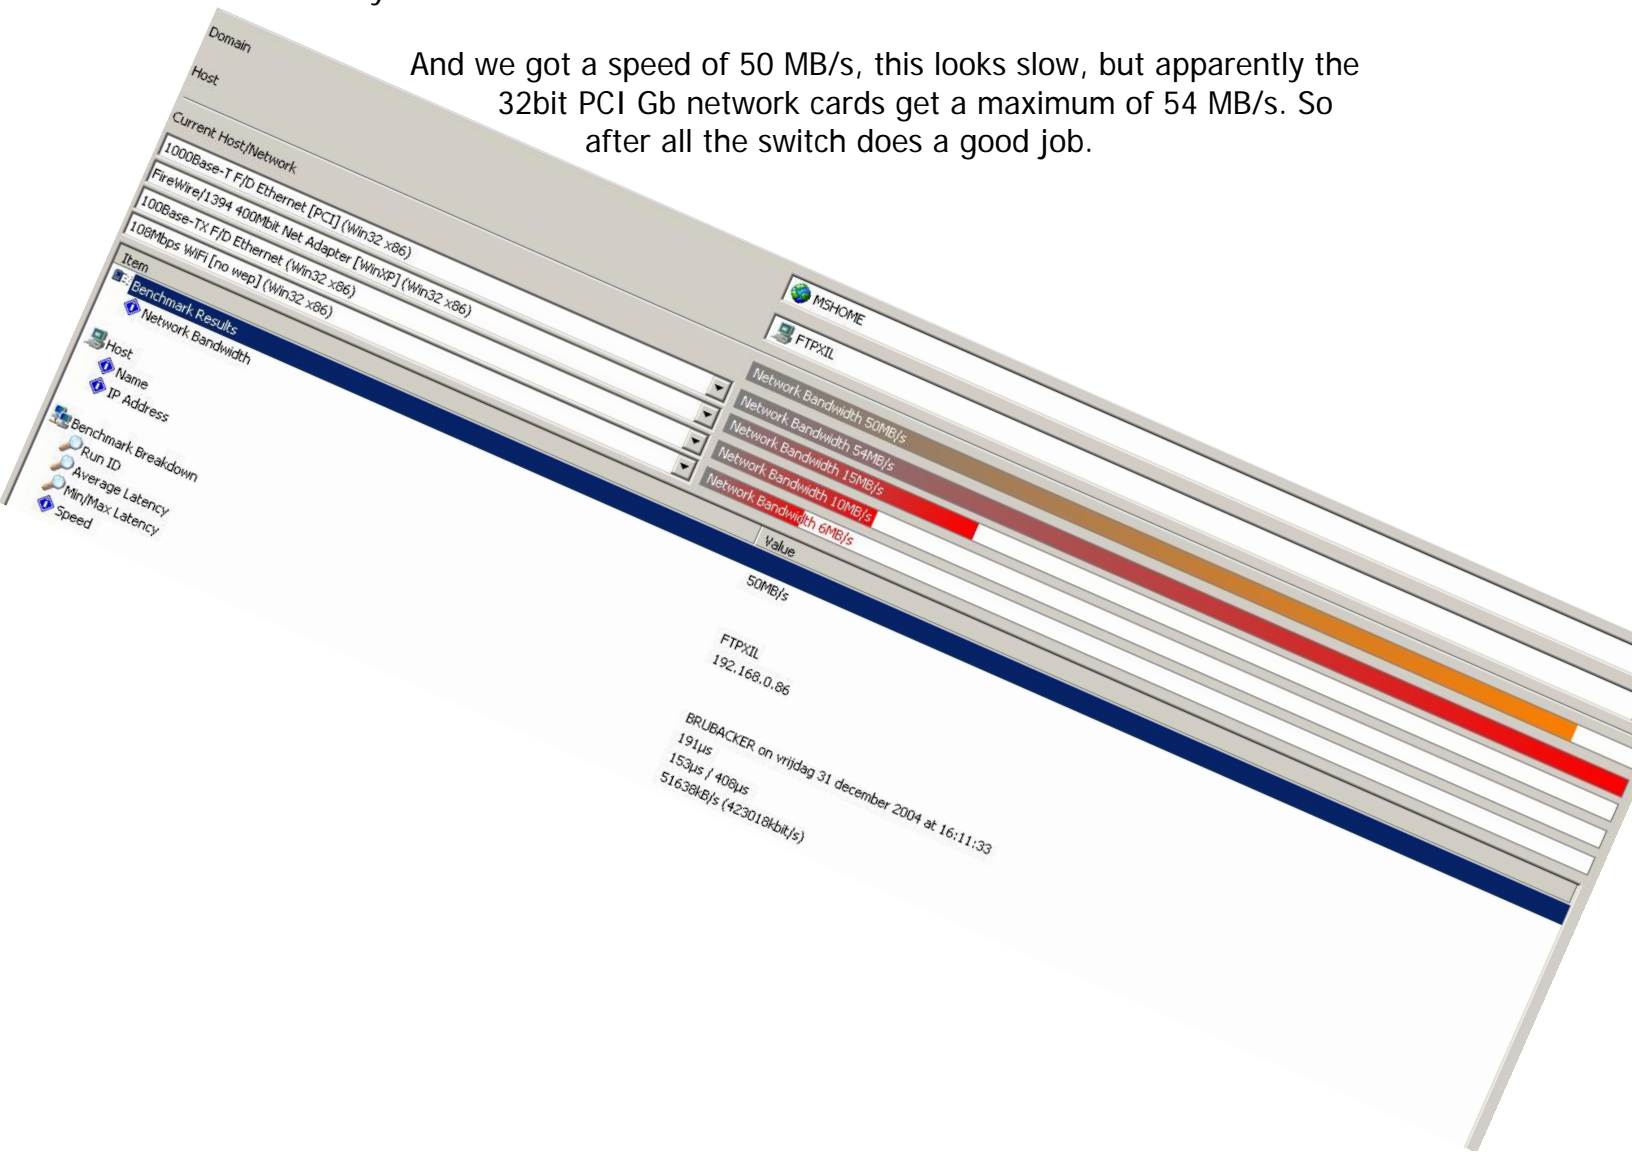 And we got a speed of 50 MB/s, this looks slow, but apparently the
32bit PCI Gb network cards get a maximum of 54 MB/s. So
after all the switch does a good job.
Domain
MSHOME
Host
FTPXIL
Current Host/Network
Network Bandwidth 50MB/s
1000Base-T F/D Ethernet [PCI] (Win32 x86)
Network Bandwidth 54MB/s
FireWire/1394 400Mbit Net Adapter [WinXP] (Win32 x86)
Network Bandwidth 15MB/s
100Base-TX F/D Ethernet (Win32 x86)
Network Bandwidth 10MB/s
108Mbps WiFi [no wep] (Win32 x86)
Network Bandwidth 6MB/s
Item
Value
Benchmark Results
Network Bandwidth
50MB/s
Host
Name
FTPXIL
IP Address
192.168.0.86
Benchmark Breakdown
Run ID
BRUBACKER on vrijdag 31 december 2004 at 16:11:33
Average Latency
191µs
Min/Max Latency
153µs / 408µs
Speed
51638kB/s (423018kbit/s)